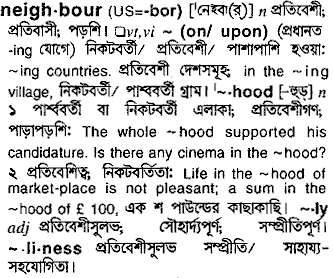 neigh·bour (US=-bor) ['নেইবা(র্)] n প্রতিবেশী;
প্রতিবাসী; পড়শি। □vt,vi ~ (on/ upon) (প্রধানত
-ing যোগে) নিকটবর্তী/ প্রতিবেশী/ পাশাপাশি হওয়া:
~ing countries. প্রতিবেশী দেশসমূহ; in the ~ing
village, নিকটবর্তী/ পার্শ্ববর্তী গ্রাম। '~·hood [-হুড] n
১ পার্শ্ববর্তী বা নিকটবর্তী এলাকা; প্রতিবেশীগণ;
পাড়াপড়শি: The whole ~hood supported his
candidature. Is there any cinema in the ~hood?
২ প্রতিবেশিত্ব; নিকটবর্তিতা: Life in the ~hood of
market-place is not pleasant; a sum in the
~hood of £ 100, এক শ পাউন্ডের কাছাকাছি। ~·ly
adj প্রতিবেশীসুলভ; সৌহার্দ্যপূর্ণ; সম্প্রীতিপূর্ণ।
~·li·ness প্রতিবেশীসুলভ সম্প্রীতি/ সাহায্য-
সহযোগিতা।